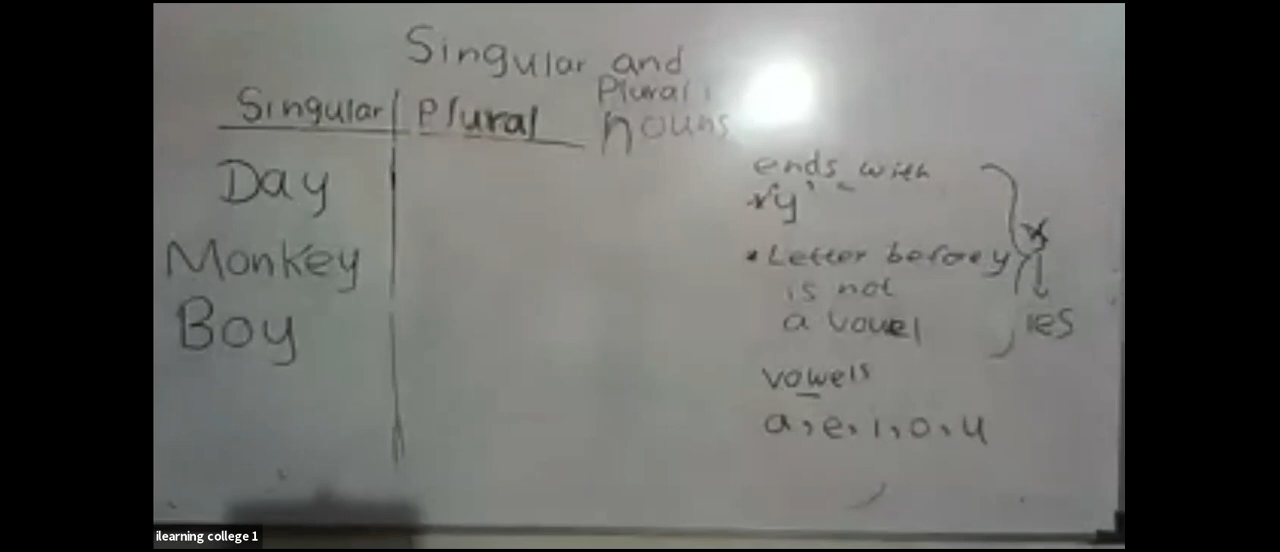 Singular and
Plural
nouns
Singular Plural
Day
Monkey
Boy
ends with
"y"
• Letter before y
is not
a vowel
y
ies
vowels
a, e, i, o, u
ilearning college 1